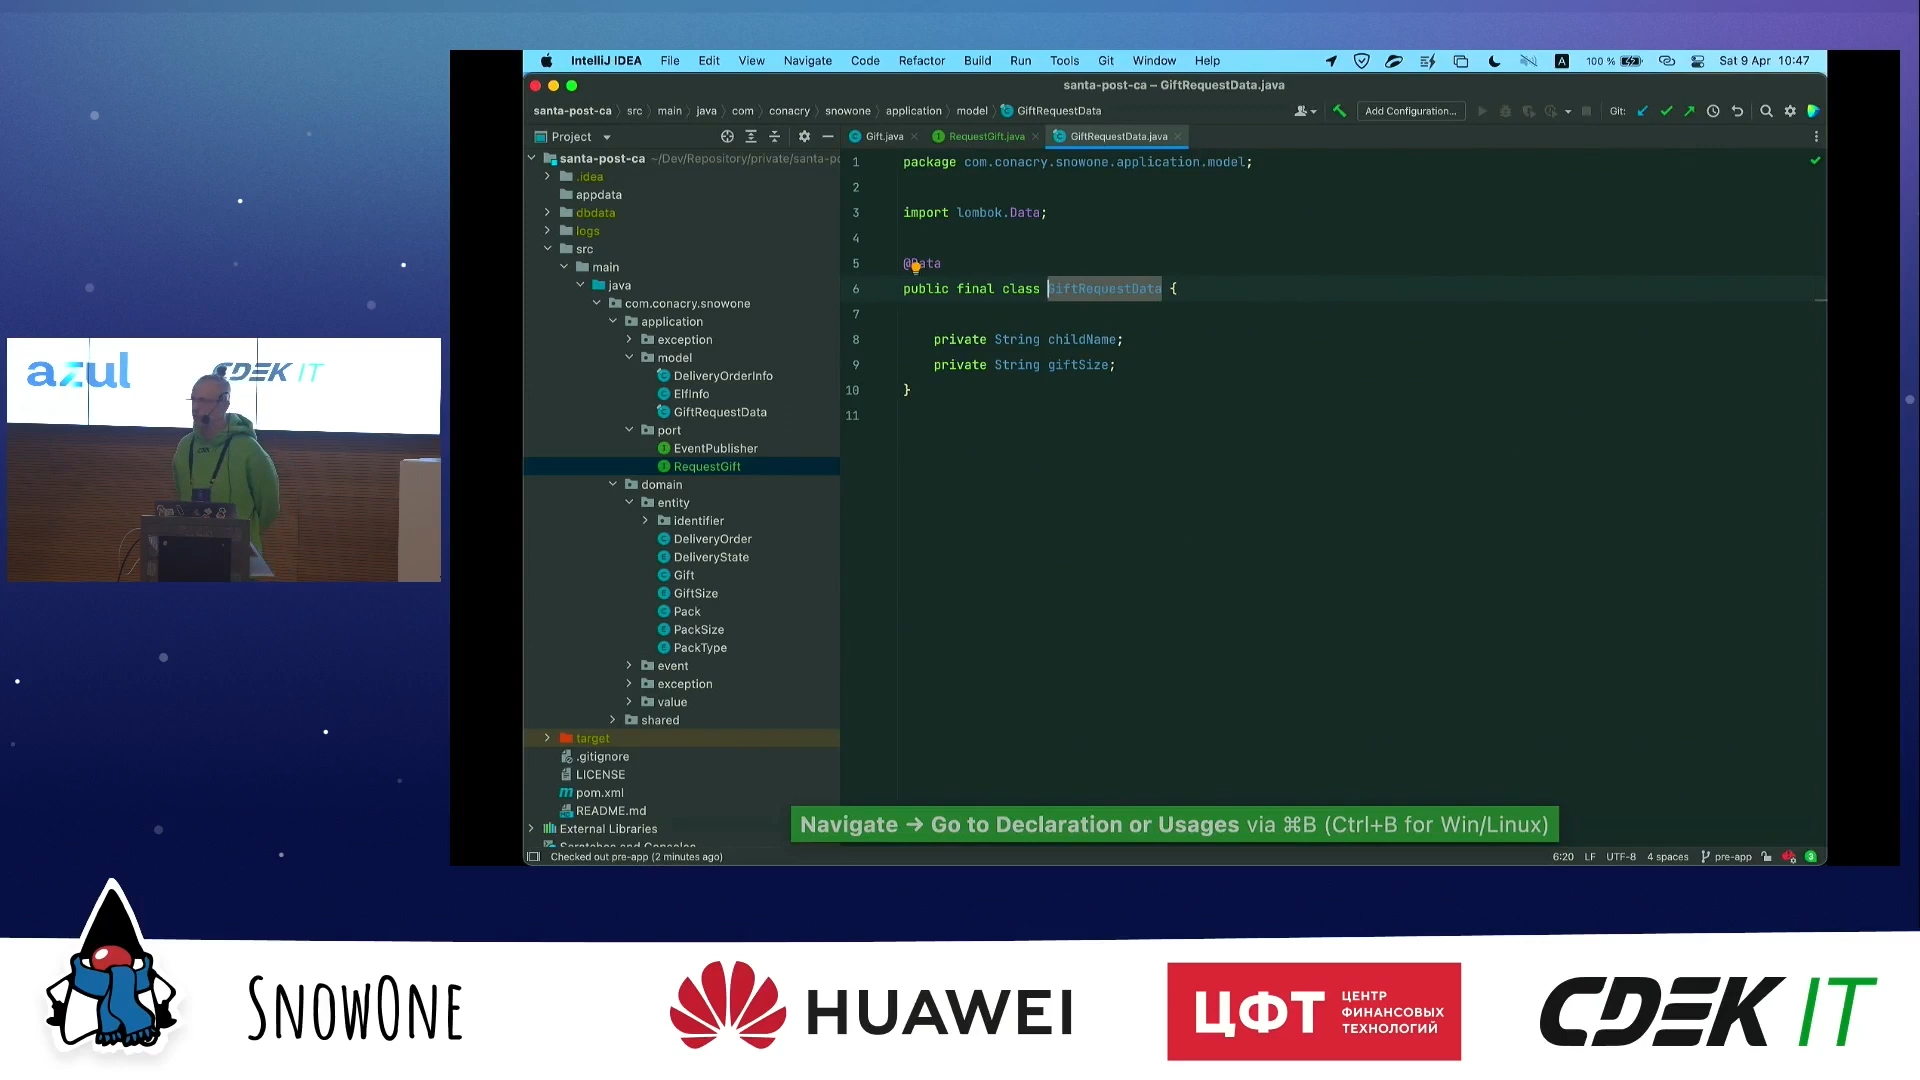 IntelliJ IDEA File Edit View Navigate Code Refactor Build Run Tools Git Window Help
A 100 % Sat 9 Apr 10:47
santa-post-ca – GiftRequestData.java
santa-post-ca src main java com conacry snowone application model GiftRequestData
Add Configuration...
Git:
Project
Gift.java
RequestGift.java
GiftRequestData.java
santa-post-ca ~/Dev/Repository/private/santa-po
.idea
appdata
dbdata
logs
src
main
java
com.conacry.snowone
application
exception
model
DeliveryOrderInfo
ElfInfo
GiftRequestData
port
EventPublisher
RequestGift
domain
entity
identifier
DeliveryOrder
DeliveryState
Gift
GiftSize
Pack
PackSize
PackType
event
exception
value
shared
target
.gitignore
LICENSE
pom.xml
README.md
External Libraries
Scratches and Consoles
1 package com.conacry.snowone.application.model;
2
3 import lombok.Data;
4
5 @Data
6 public final class GiftRequestData {
7
8 private String childName;
9 private String giftSize;
10 }
11
Navigate → Go to Declaration or Usages via ⌘B (Ctrl+B for Win/Linux)
Checked out pre-app (2 minutes ago)
6:20 LF UTF-8 4 spaces pre-app 3
azul
CDEK IT
SnowOne
HUAWEI
ЦФТ
ЦЕНТР
ФИНАНСОВЫХ
ТЕХНОЛОГИЙ
CDEK IT